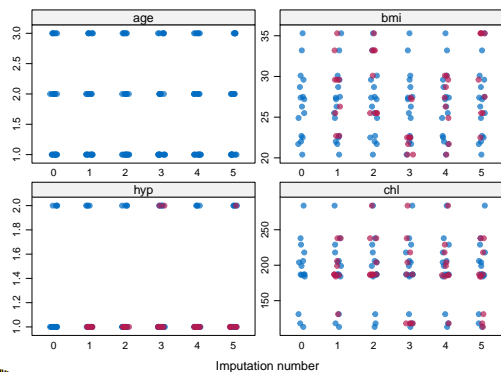 age
bmi
1.0 1.5 2.0 2.5 3.0
20 25 30 35
0 1 2 3 4 5
0 1 2 3 4 5
hyp
chl
1.0 1.2 1.4 1.6 1.8 2.0
150 200 250
0 1 2 3 4 5
0 1 2 3 4 5
Imputation number